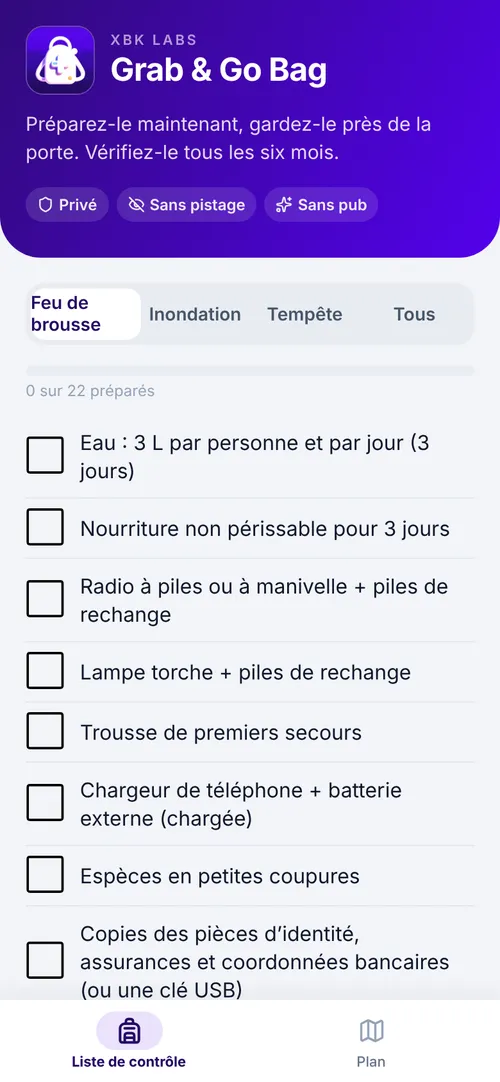 XBK LABS
Grab & Go Bag
Préparez-le maintenant, gardez-le près de la
porte. Vérifiez-le tous les six mois.
Privé
Sans pistage
Sans pub
Feu de
brousse
Inondation
Tempête
Tous
0 sur 22 préparés
Eau : 3 L par personne et par jour (3
jours)
Nourriture non périssable pour 3 jours
Radio à piles ou à manivelle + piles de
rechange
Lampe torche + piles de rechange
Trousse de premiers secours
Chargeur de téléphone + batterie
externe (chargée)
Espèces en petites coupures
Copies des pièces d’identité,
assurances et coordonnées bancaires
(ou une clé USB)
Liste de contrôle
Plan